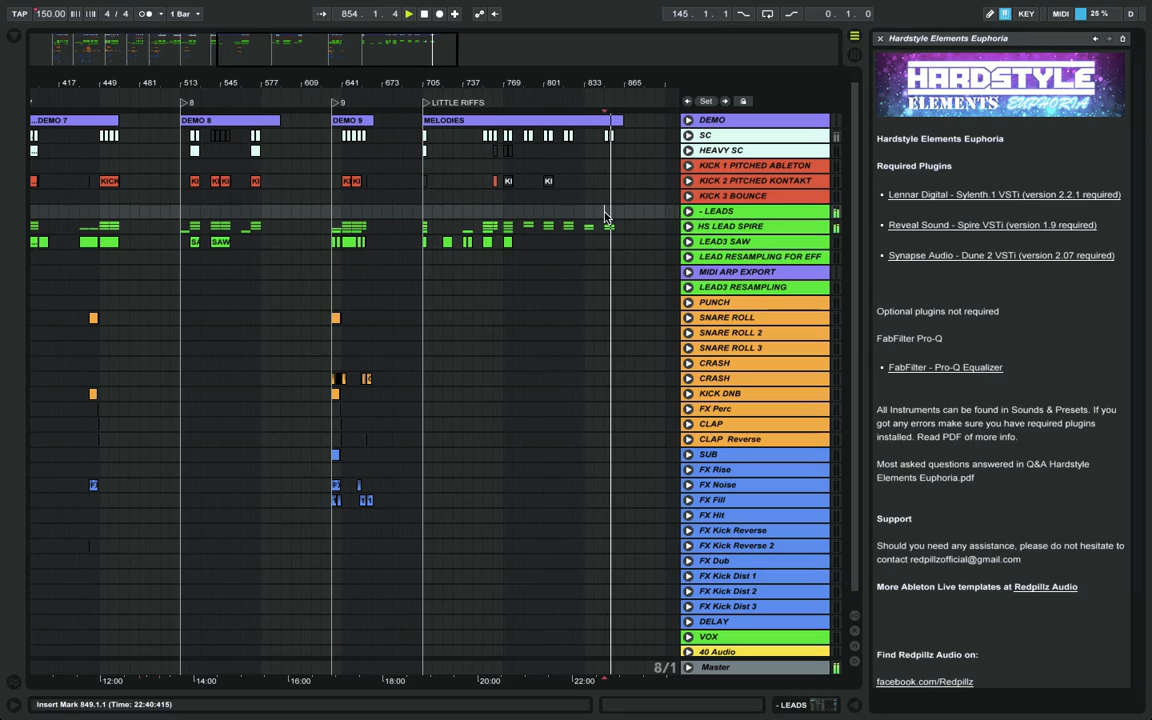 TAP 150.00 4 / 4 1 Bar 854 . 1 . 4 145 . 1 . 1 0 . 1 . 0 KEY MIDI 25 % D
Hardstyle Elements Euphoria
HARDSTYLE
ELEMENTS EUPHORIA
Hardstyle Elements Euphoria
Required Plugins
Lennar Digital - Sylenth.1 VSTi (version 2.2.1 required)
Reveal Sound - Spire VSTi (version 1.9 required)
Synapse Audio - Dune 2 VSTi (version 2.07 required)
Optional plugins not required
FabFilter Pro-Q
FabFilter - Pro-Q Equalizer
All Instruments can be found in Sounds & Presets. If you
got any errors make sure you have required plugins
installed. Read PDF of more info.
Most asked questions answered in Q&A Hardstyle
Elements Euphoria.pdf
Support
Should you need any assistance, please do not hesitate to
contact redpillzofficial@gmail.com
More Ableton Live templates at Redpillz Audio
Find Redpillz Audio on:
facebook.com/Redpillz
417 449 481 513 545 577 609 641 673 705 737 769 801 833 865
8 9 LITTLE RIFFS Set
...DEMO 7 DEMO 8 DEMO 9 MELODIES DEMO
SC
... HEAVY SC
KICK 1 PITCHED ABLETON
... KICK KI KI KI KI KI KI KI KI KICK 2 PITCHED KONTAKT
KICK 3 BOUNCE
- LEADS
HS LEAD SPIRE
... SA SAW LEAD3 SAW
LEAD RESAMPLING FOR EFF
MIDI ARP EXPORT
LEAD3 RESAMPLING
PUNCH
SNARE ROLL
SNARE ROLL 2
SNARE ROLL 3
CRASH
CRASH
KICK DNB
FX Perc
CLAP
CLAP Reverse
SUB
FX Rise
FX FX FX Noise
FX Fill
FX Hit
FX Kick Reverse
FX Kick Reverse 2
FX Dub
FX Kick Dist 1
FX Kick Dist 2
FX Kick Dist 3
DELAY
VOX
40 Audio
8/1 Master
12:00 14:00 16:00 18:00 20:00 22:00
Insert Mark 849.1.1 (Time: 22:40:415) - LEADS